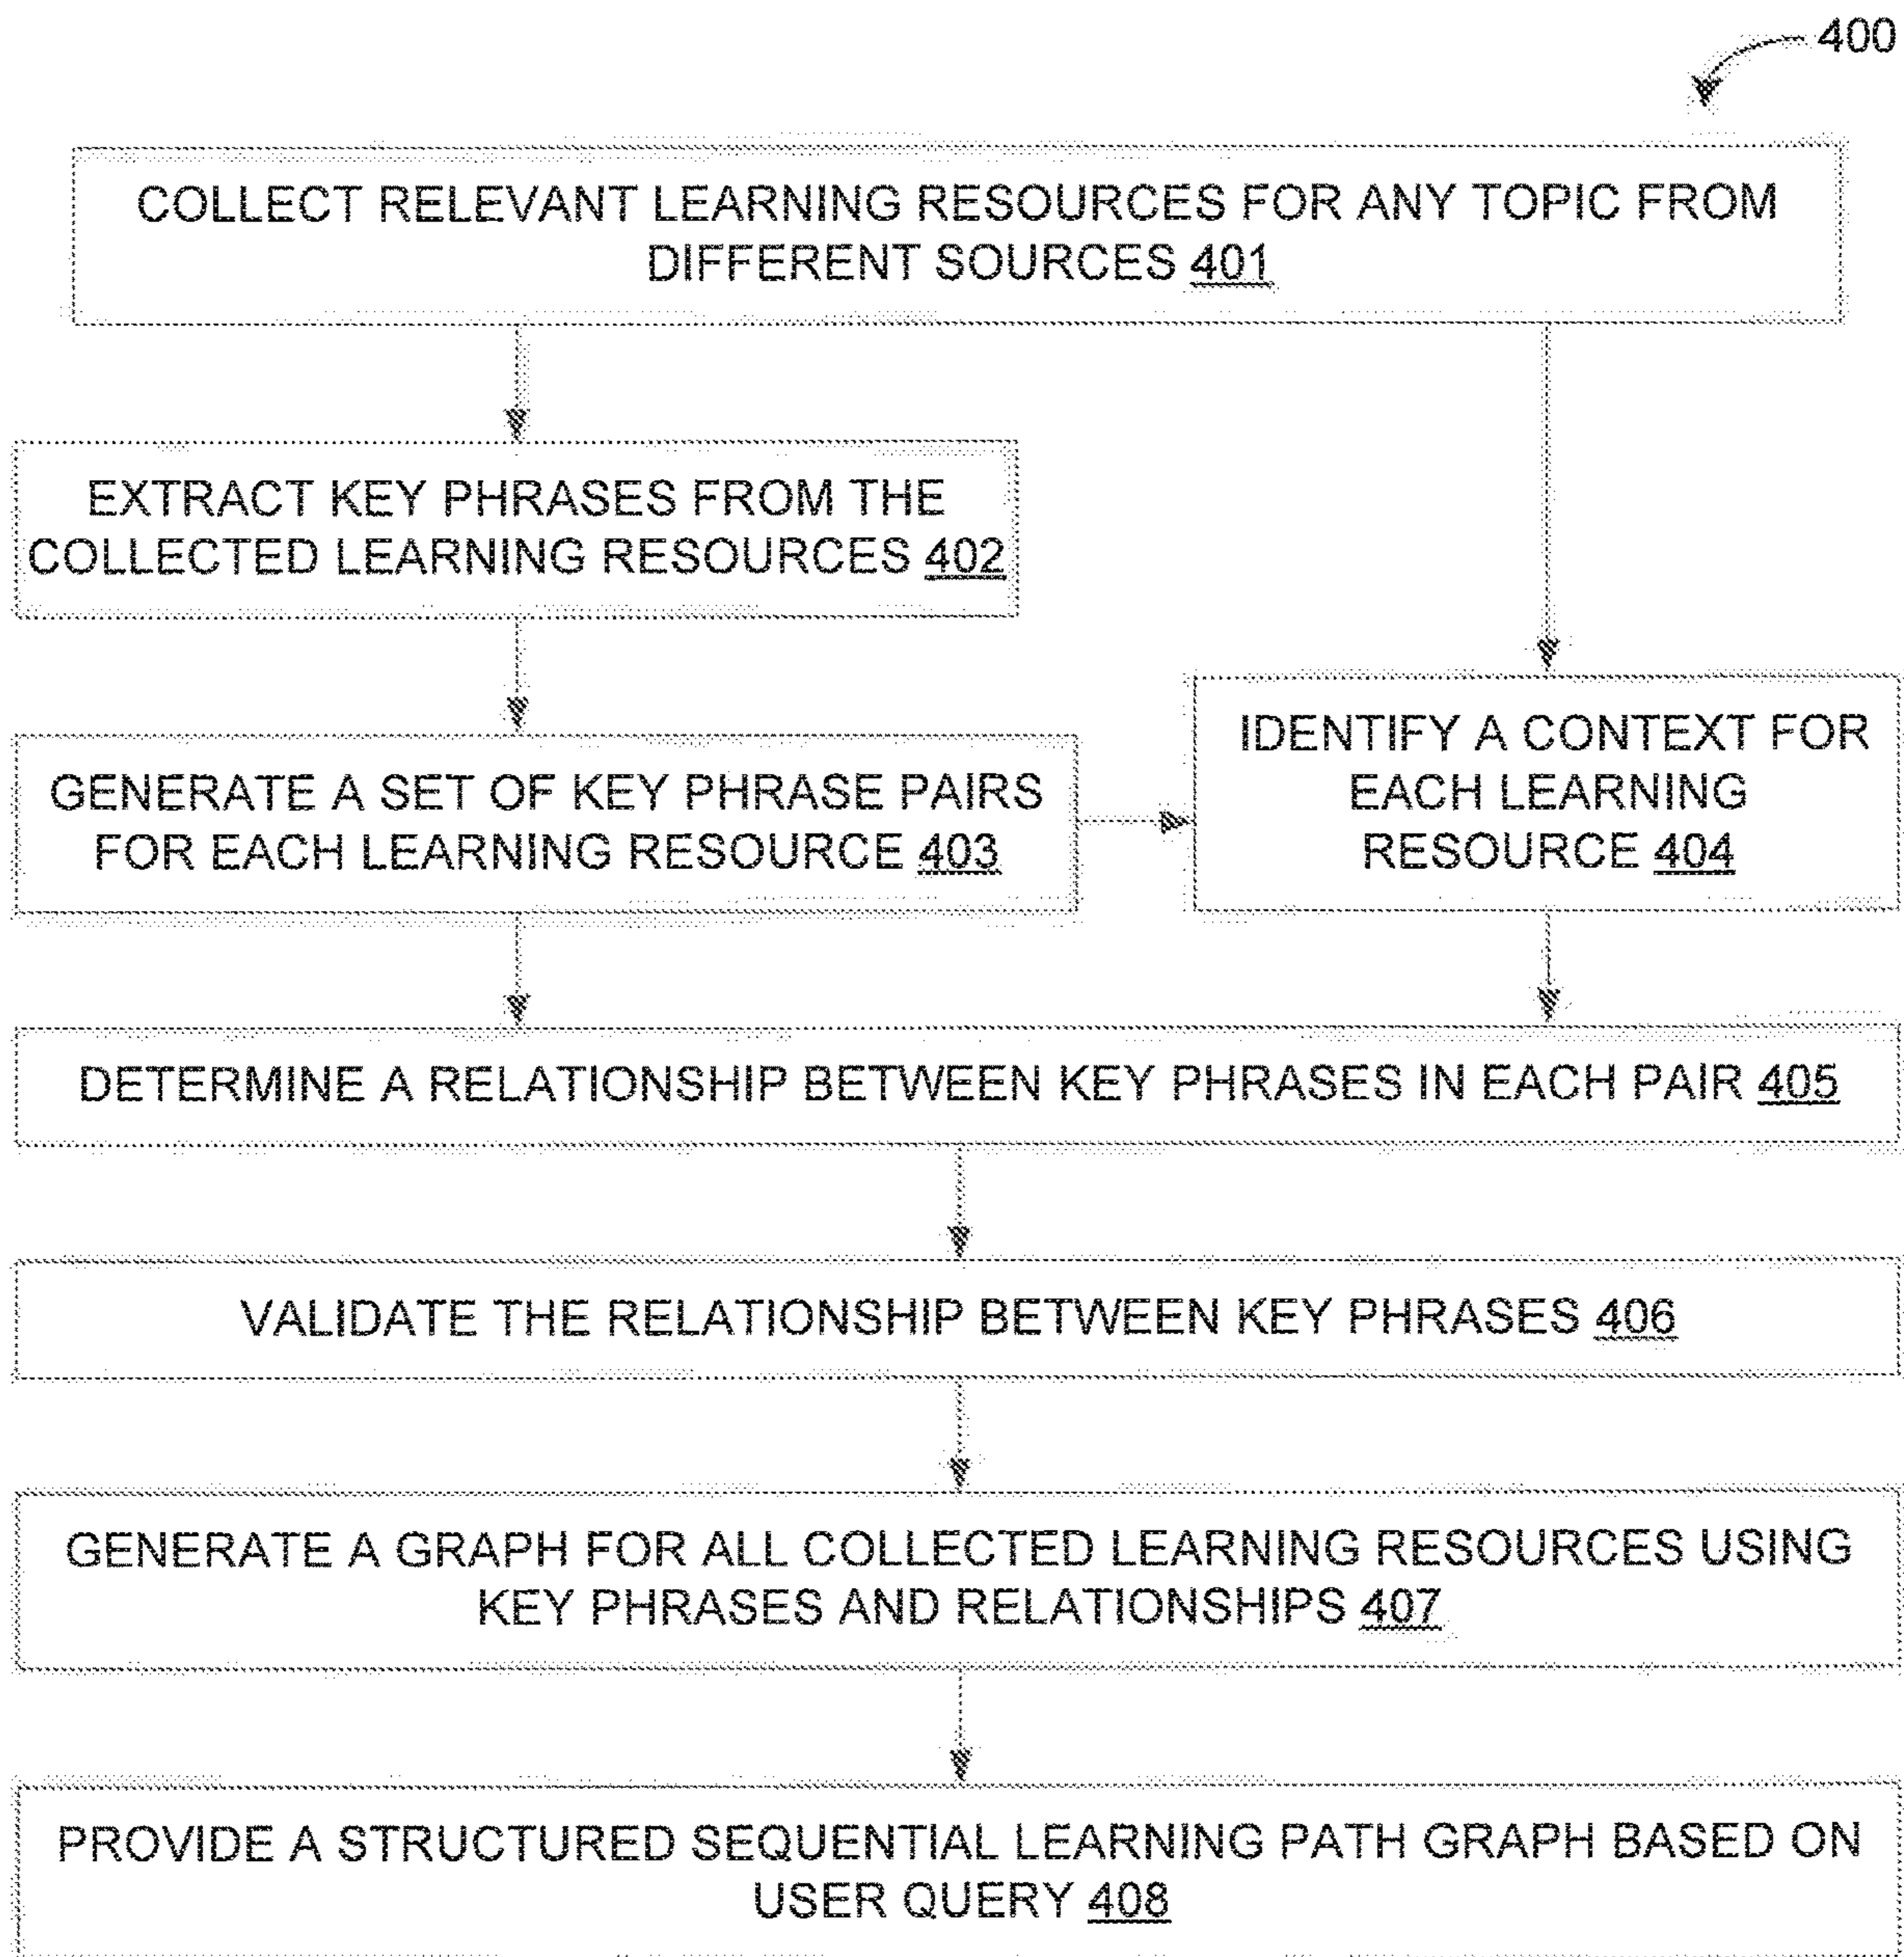 400
COLLECT RELEVANT LEARNING RESOURCES FOR ANY TOPIC FROM
DIFFERENT SOURCES 401
EXTRACT KEY PHRASES FROM THE
COLLECTED LEARNING RESOURCES 402
GENERATE A SET OF KEY PHRASE PAIRS
FOR EACH LEARNING RESOURCE 403
IDENTIFY A CONTEXT FOR
EACH LEARNING
RESOURCE 404
DETERMINE A RELATIONSHIP BETWEEN KEY PHRASES IN EACH PAIR 405
VALIDATE THE RELATIONSHIP BETWEEN KEY PHRASES 406
GENERATE A GRAPH FOR ALL COLLECTED LEARNING RESOURCES USING
KEY PHRASES AND RELATIONSHIPS 407
PROVIDE A STRUCTURED SEQUENTIAL LEARNING PATH GRAPH BASED ON
USER QUERY 408